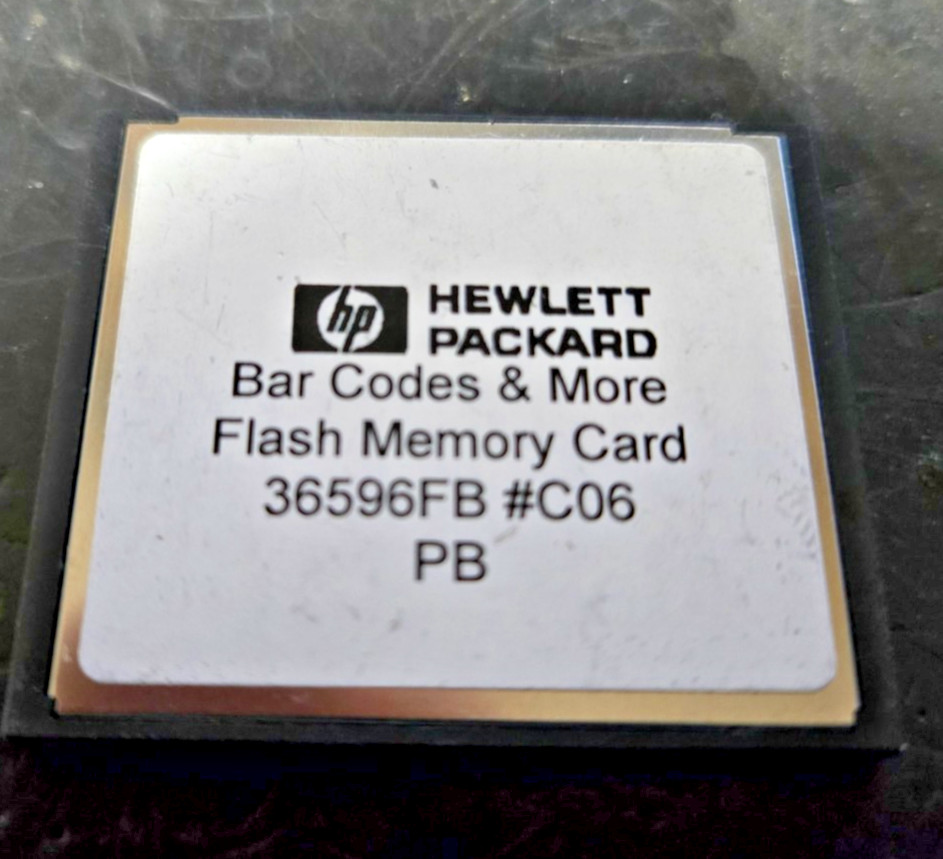 hp HEWLETT
PACKARD
Bar Codes & More
Flash Memory Card
36596FB #C06
PB